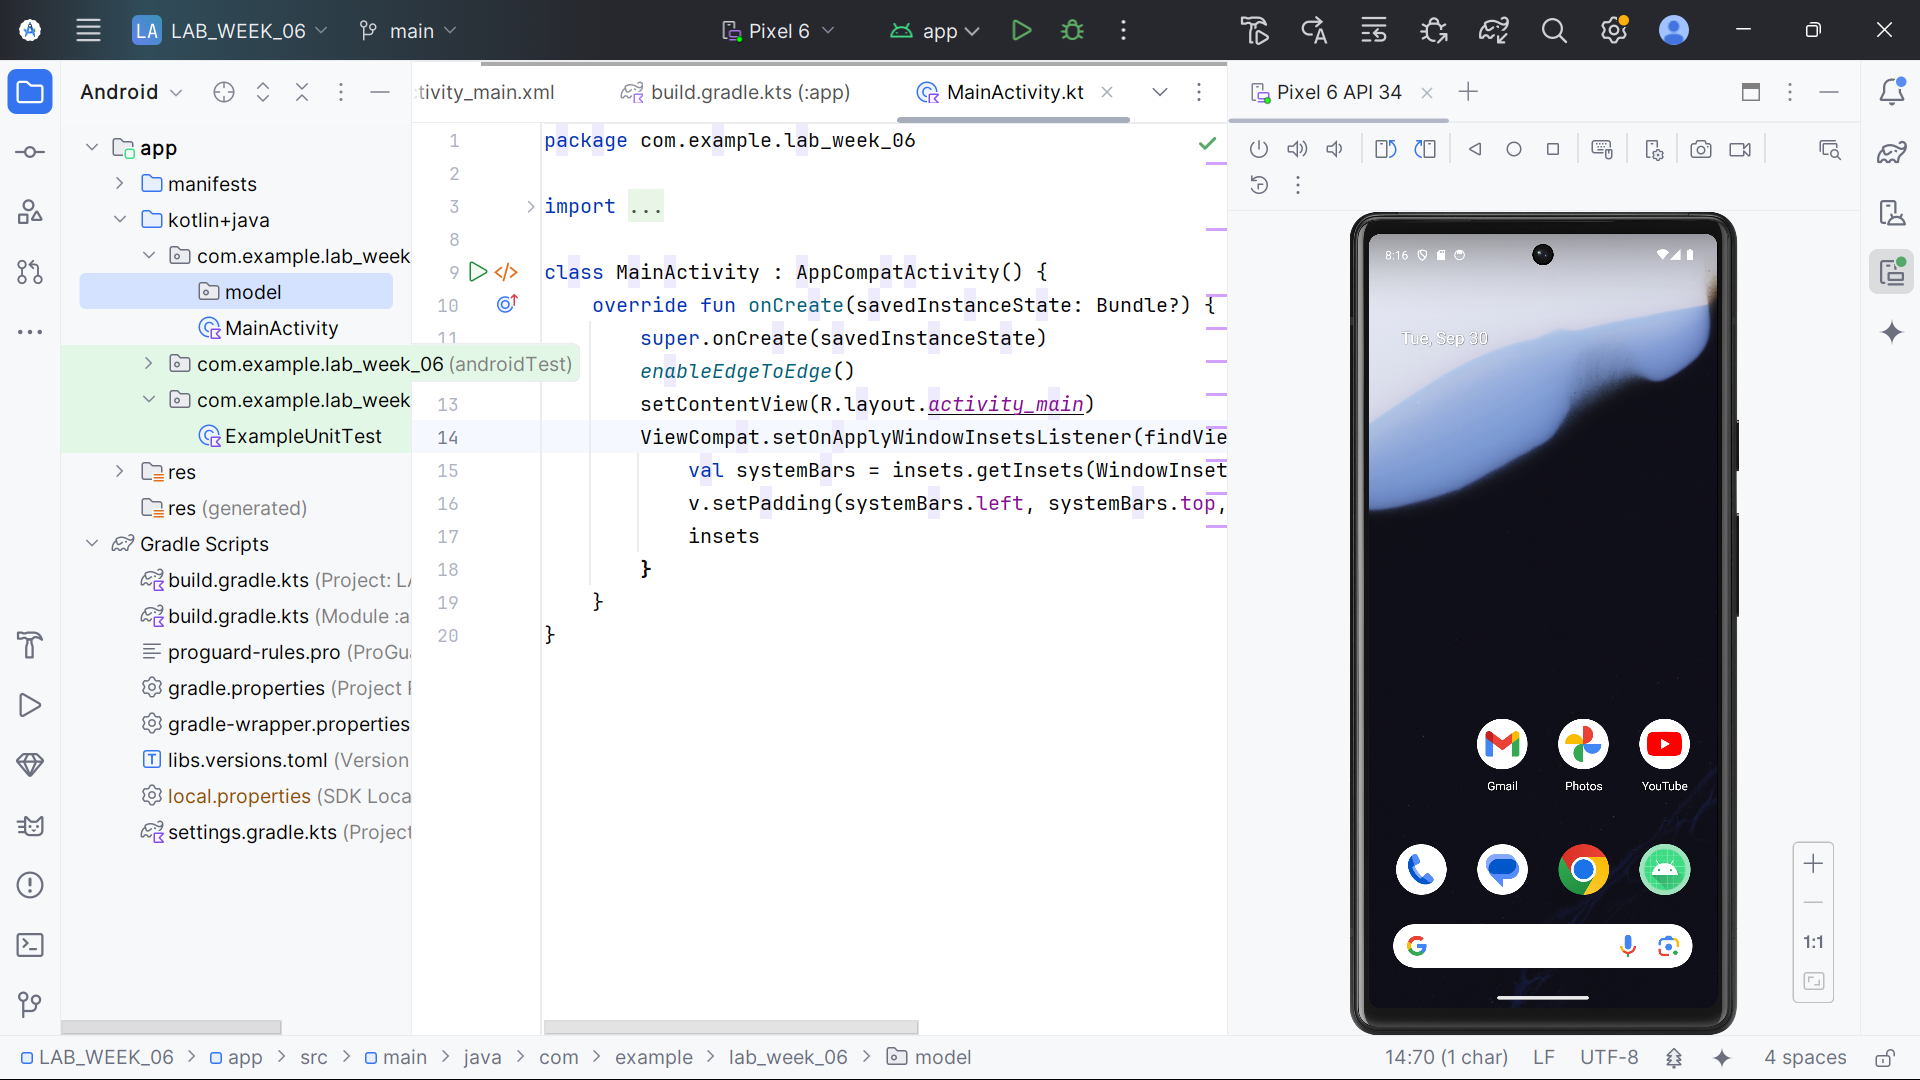 LA LAB_WEEK_06 main Pixel 6 app
Android
tivity_main.xml build.gradle.kts (:app) MainActivity.kt
Pixel 6 API 34
app
manifests
kotlin+java
com.example.lab_week
model
MainActivity
com.example.lab_week_06 (androidTest)
com.example.lab_week
ExampleUnitTest
res
res (generated)
Gradle Scripts
build.gradle.kts (Project: LA
build.gradle.kts (Module :a
proguard-rules.pro (ProGua
gradle.properties (Project P
gradle-wrapper.properties
libs.versions.toml (Version
local.properties (SDK Loca
settings.gradle.kts (Project
1 package com.example.lab_week_06
2
3 import ...
8
9 class MainActivity : AppCompatActivity() {
10 override fun onCreate(savedInstanceState: Bundle?) {
11 super.onCreate(savedInstanceState)
enableEdgeToEdge()
13 setContentView(R.layout.activity_main)
14 ViewCompat.setOnApplyWindowInsetsListener(findVie
15 val systemBars = insets.getInsets(WindowInset
16 v.setPadding(systemBars.left, systemBars.top,
17 insets
18 }
19 }
20 }
8:16
Tue, Sep 30
Gmail Photos YouTube
1:1
LAB_WEEK_06 > app > src > main > java > com > example > lab_week_06 > model
14:70 (1 char) LF UTF-8 4 spaces